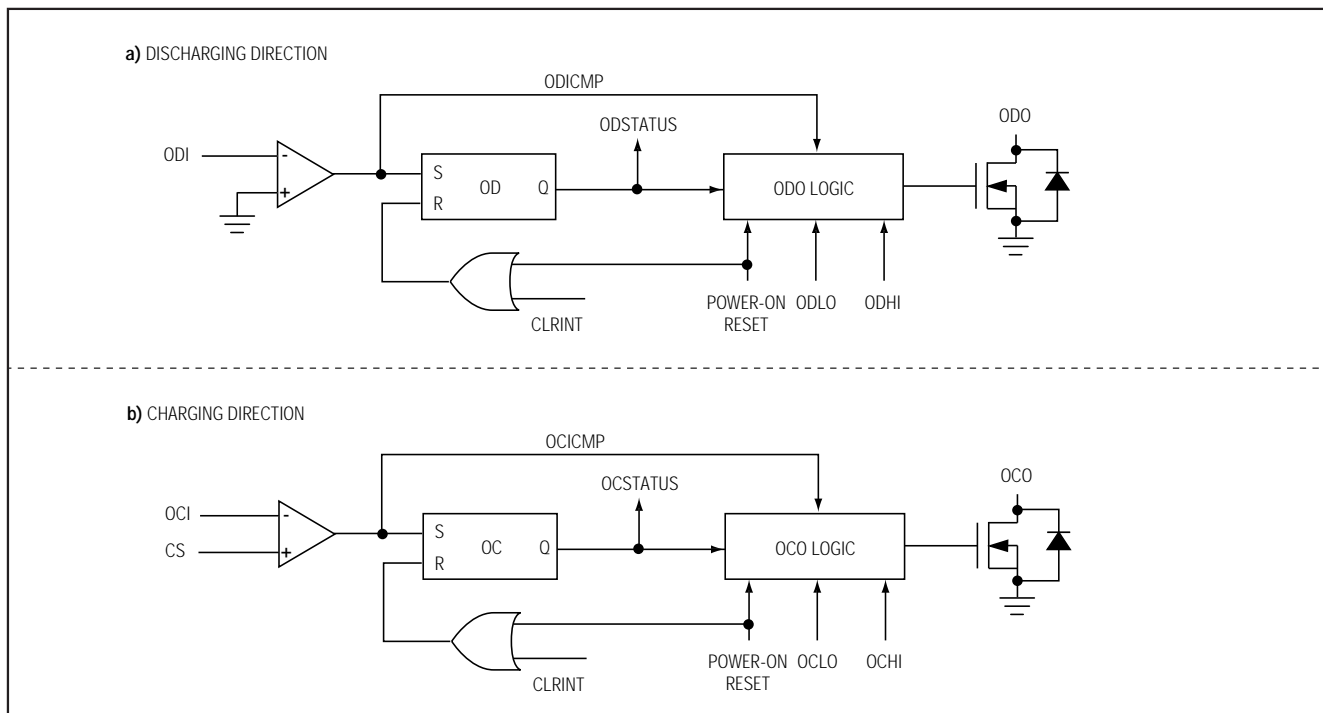 a) DISCHARGING DIRECTION
ODICMP
ODO
ODSTATUS
ODI
-
+
S
OD
Q
R
ODO LOGIC
POWER-ON
RESET
ODLO
ODHI
CLRINT
b) CHARGING DIRECTION
OCICMP
OCO
OCSTATUS
OCI
-
CS
+
S
OC
Q
R
OCO LOGIC
POWER-ON
RESET
OCLO
OCHI
CLRINT